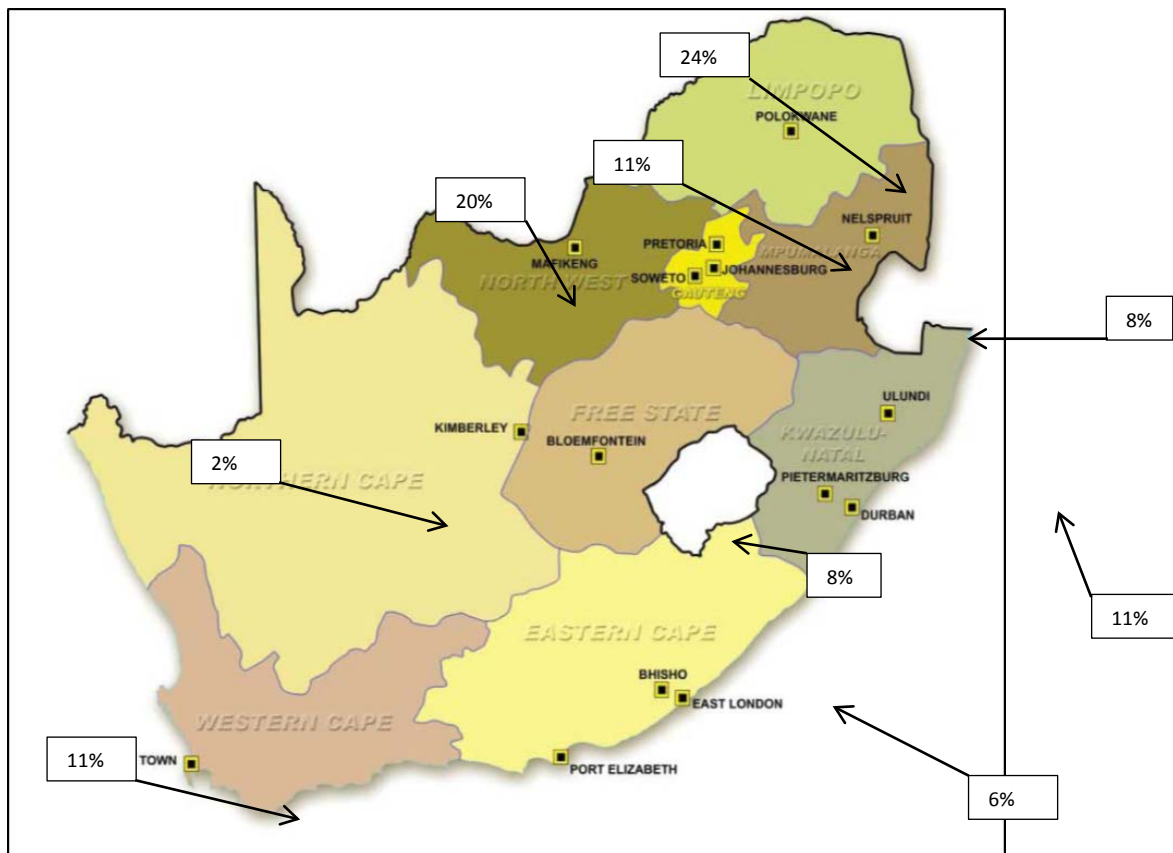 24%
LIMPOPO
POLOKWANE
11%
20%
NELSPRUIT
PRETORIA
MAFIKENG
MPUMALANGA
NORTH WEST
SOWETO
JOHANNESBURG
GAUTENG
8%
ULUNDI
FREE STATE
KIMBERLEY
BLOEMFONTEIN
KWAZULU-
NATAL
2%
NORTHERN CAPE
PIETERMARITZBURG
DURBAN
8%
11%
EASTERN CAPE
BHISHO
EAST LONDON
WESTERN CAPE
11%
TOWN
PORT ELIZABETH
6%